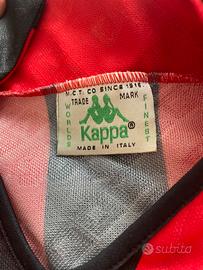 M.C.T. CO SINCE 1916.
TRADE MARK
WORLDS FINEST
Kappa®
MADE IN ITALY
subito